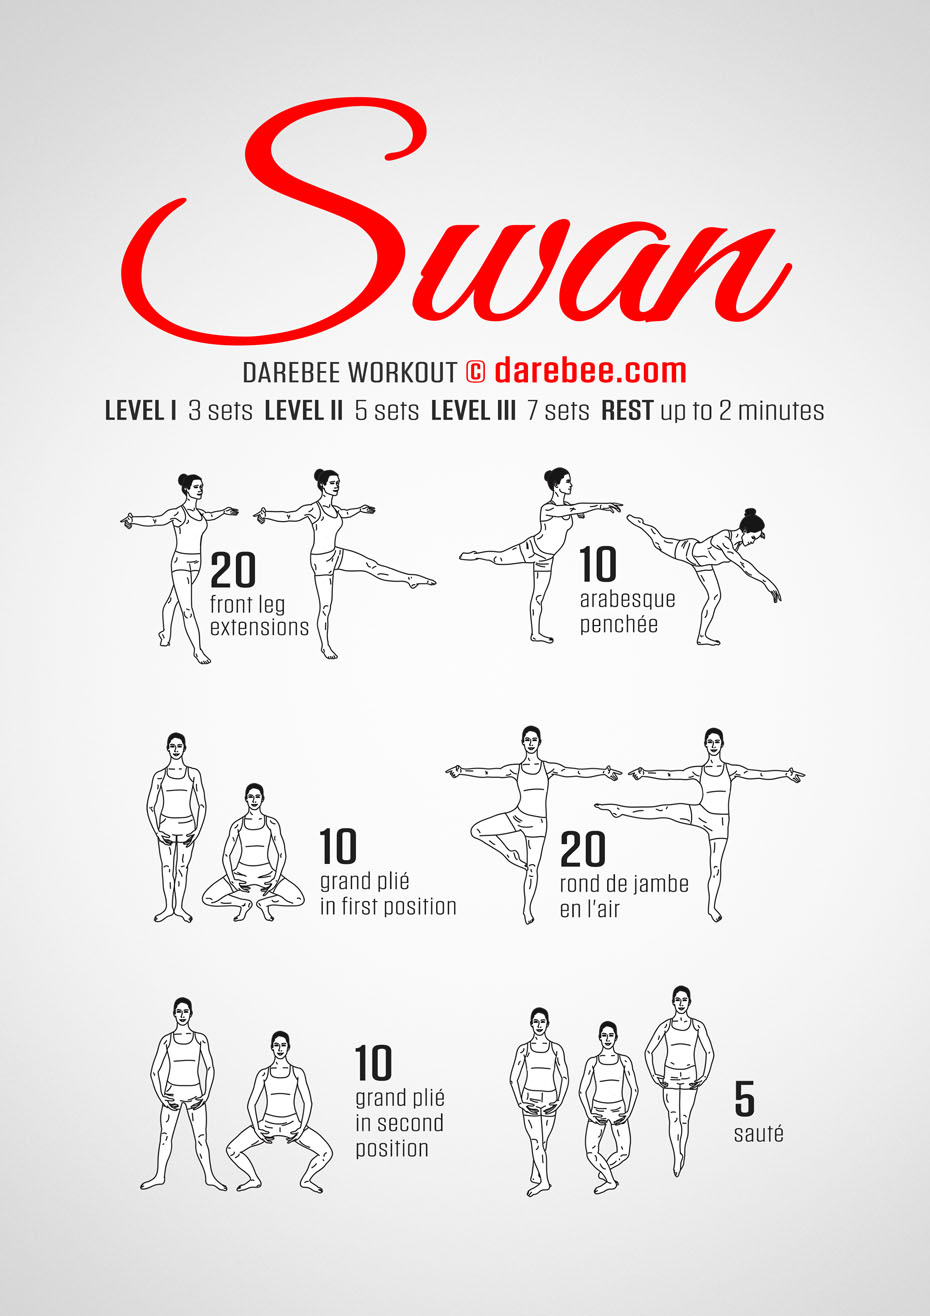 Swan
DAREBEE WORKOUT © darebee.com
LEVEL I 3 sets LEVEL II 5 sets LEVEL III 7 sets REST up to 2 minutes
20
front leg
extensions
10
arabesque
penchée
10
grand plié
in first position
20
rond de jambe
en l'air
10
grand plié
in second
position
5
sauté